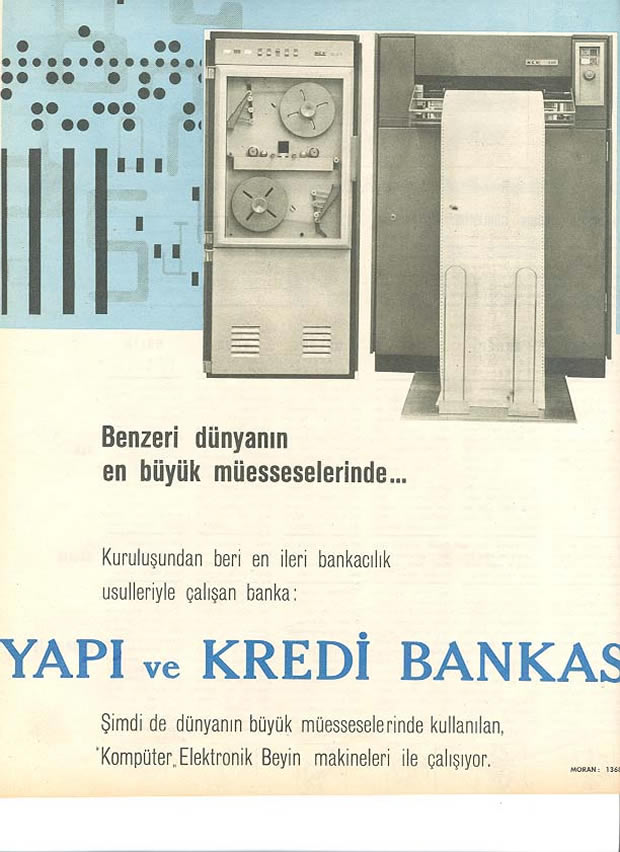 Benzeri dünyanın
en büyük müesseselerinde...
Kuruluşundan beri en ileri bankacılık
usulleriyle çalışan banka:
YAPI ve KREDİ BANKAS
Şimdi de dünyanın büyük müesseselerinde kullanılan,
"Kompüter„ Elektronik Beyin makineleri ile çalışıyor.
MORAN: 136